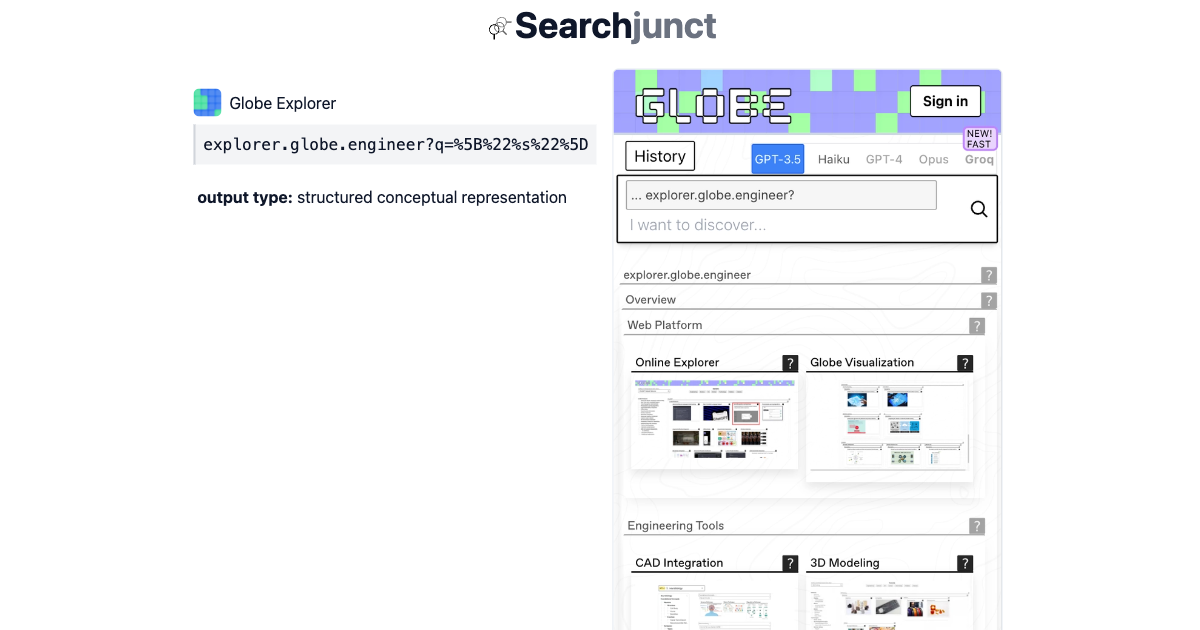 Searchjunct
Globe Explorer
explorer.globe.engineer?q=%5B%22%s%22%5D
output type: structured conceptual representation
GLOBE
Sign in
NEW!
FAST
History
GPT-3.5 Haiku GPT-4 Opus Groq
... explorer.globe.engineer?
I want to discover...
explorer.globe.engineer ?
Overview ?
Web Platform ?
Online Explorer ? Globe Visualization ?
Engineering Tools ?
CAD Integration ? 3D Modeling ?